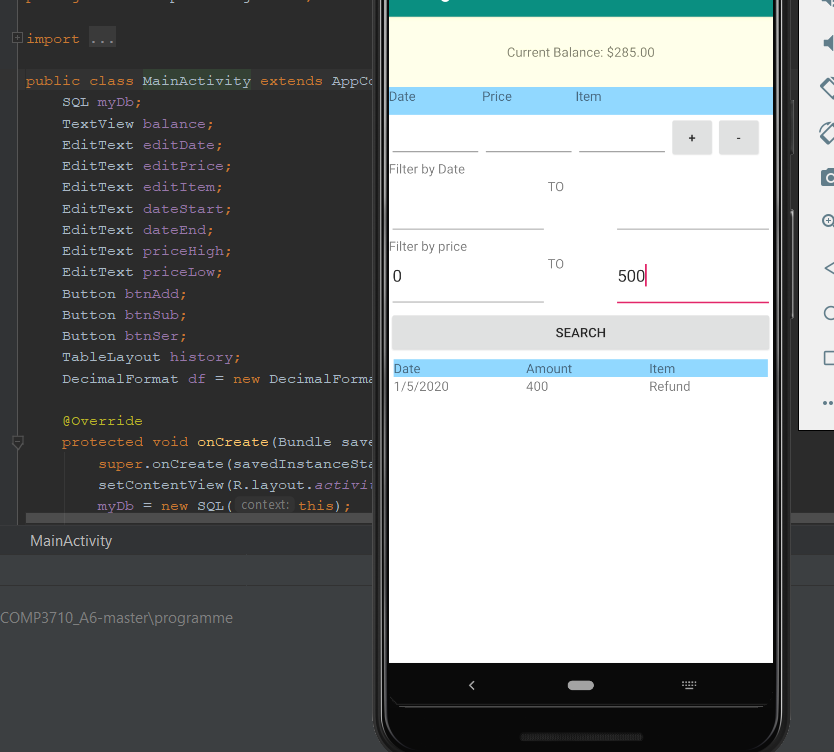 import ...
public class MainActivity extends AppCo
SQL myDb;
TextView balance;
EditText editDate;
EditText editPrice;
EditText editItem;
EditText dateStart;
EditText dateEnd;
EditText priceHigh;
EditText priceLow;
Button btnAdd;
Button btnSub;
Button btnSer;
TableLayout history;
DecimalFormat df = new DecimalForma
@Override
protected void onCreate(Bundle save
super.onCreate(savedInstanceSta
setContentView(R.layout.activi
myDb = new SQL( context: this);
MainActivity
COMP3710_A6-master\programme
Current Balance: $285.00
Date Price Item
+ -
Filter by Date
TO
Filter by price
TO
0 500
SEARCH
Date Amount Item
1/5/2020 400 Refund